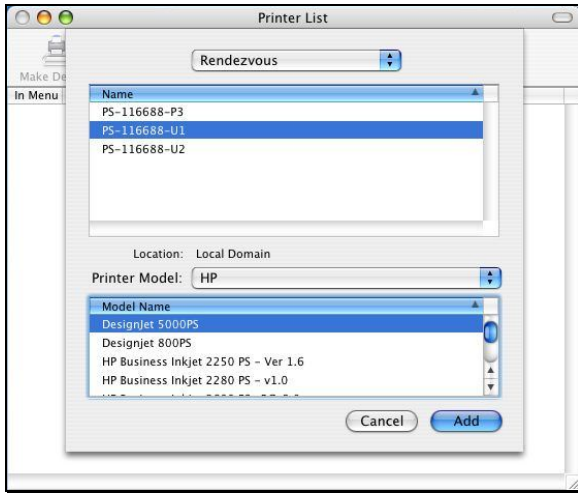 Printer List
Rendezvous
Make De
In Menu
Name
PS-116688-P3
PS-116688-U1
PS-116688-U2
Location: Local Domain
Printer Model: HP
Model Name
DesignJet 5000PS
Designjet 800PS
HP Business Inkjet 2250 PS - Ver 1.6
HP Business Inkjet 2280 PS - v1.0
Cancel Add